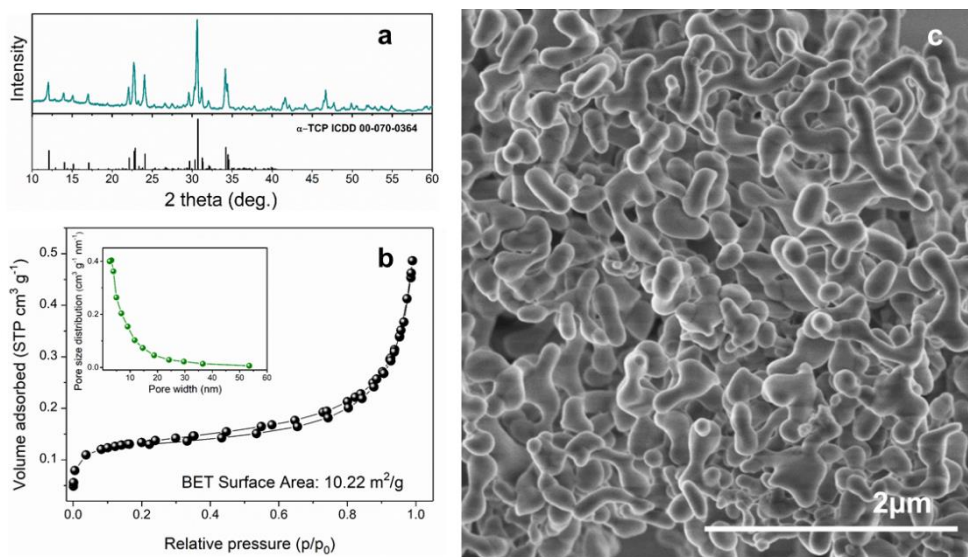 a
Intensity
α-TCP ICDD 00-070-0364
10 15 20 25 30 35 40 45 50 55 60
2 theta (deg.)
b
Volume adsorbed (STP cm³ g⁻¹)
0.5
0.4
0.3
0.2
0.1
Pore size distribution (cm³ g⁻¹ nm⁻¹)
0.4
0.2
0.0
10 20 30 40 50 60
Pore width (nm)
BET Surface Area: 10.22 m²/g
0.0 0.2 0.4 0.6 0.8 1.0
Relative pressure (p/p₀)
c
2µm